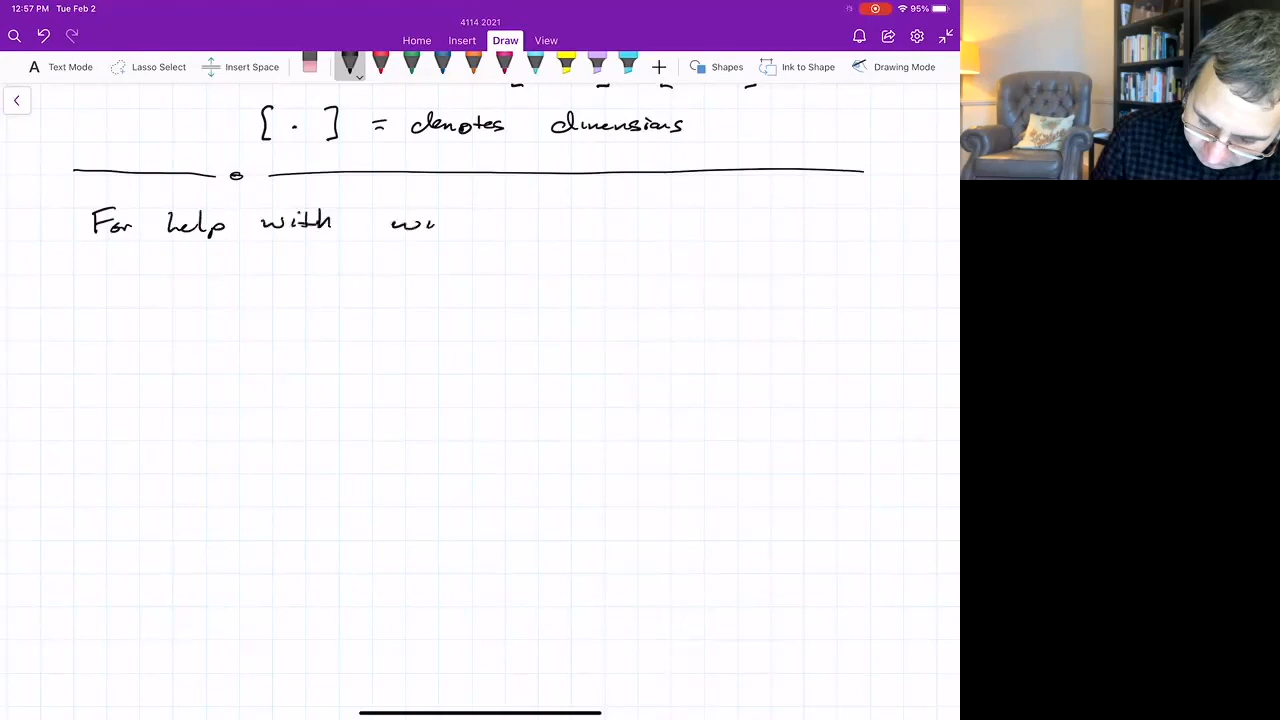 12:57 PM Tue Feb 2
95%
4114 2021
Home Insert Draw View
A Text Mode Lasso Select Insert Space + Shapes Ink to Shape Drawing Mode
[ . ] = denotes dimensions
For help with wi